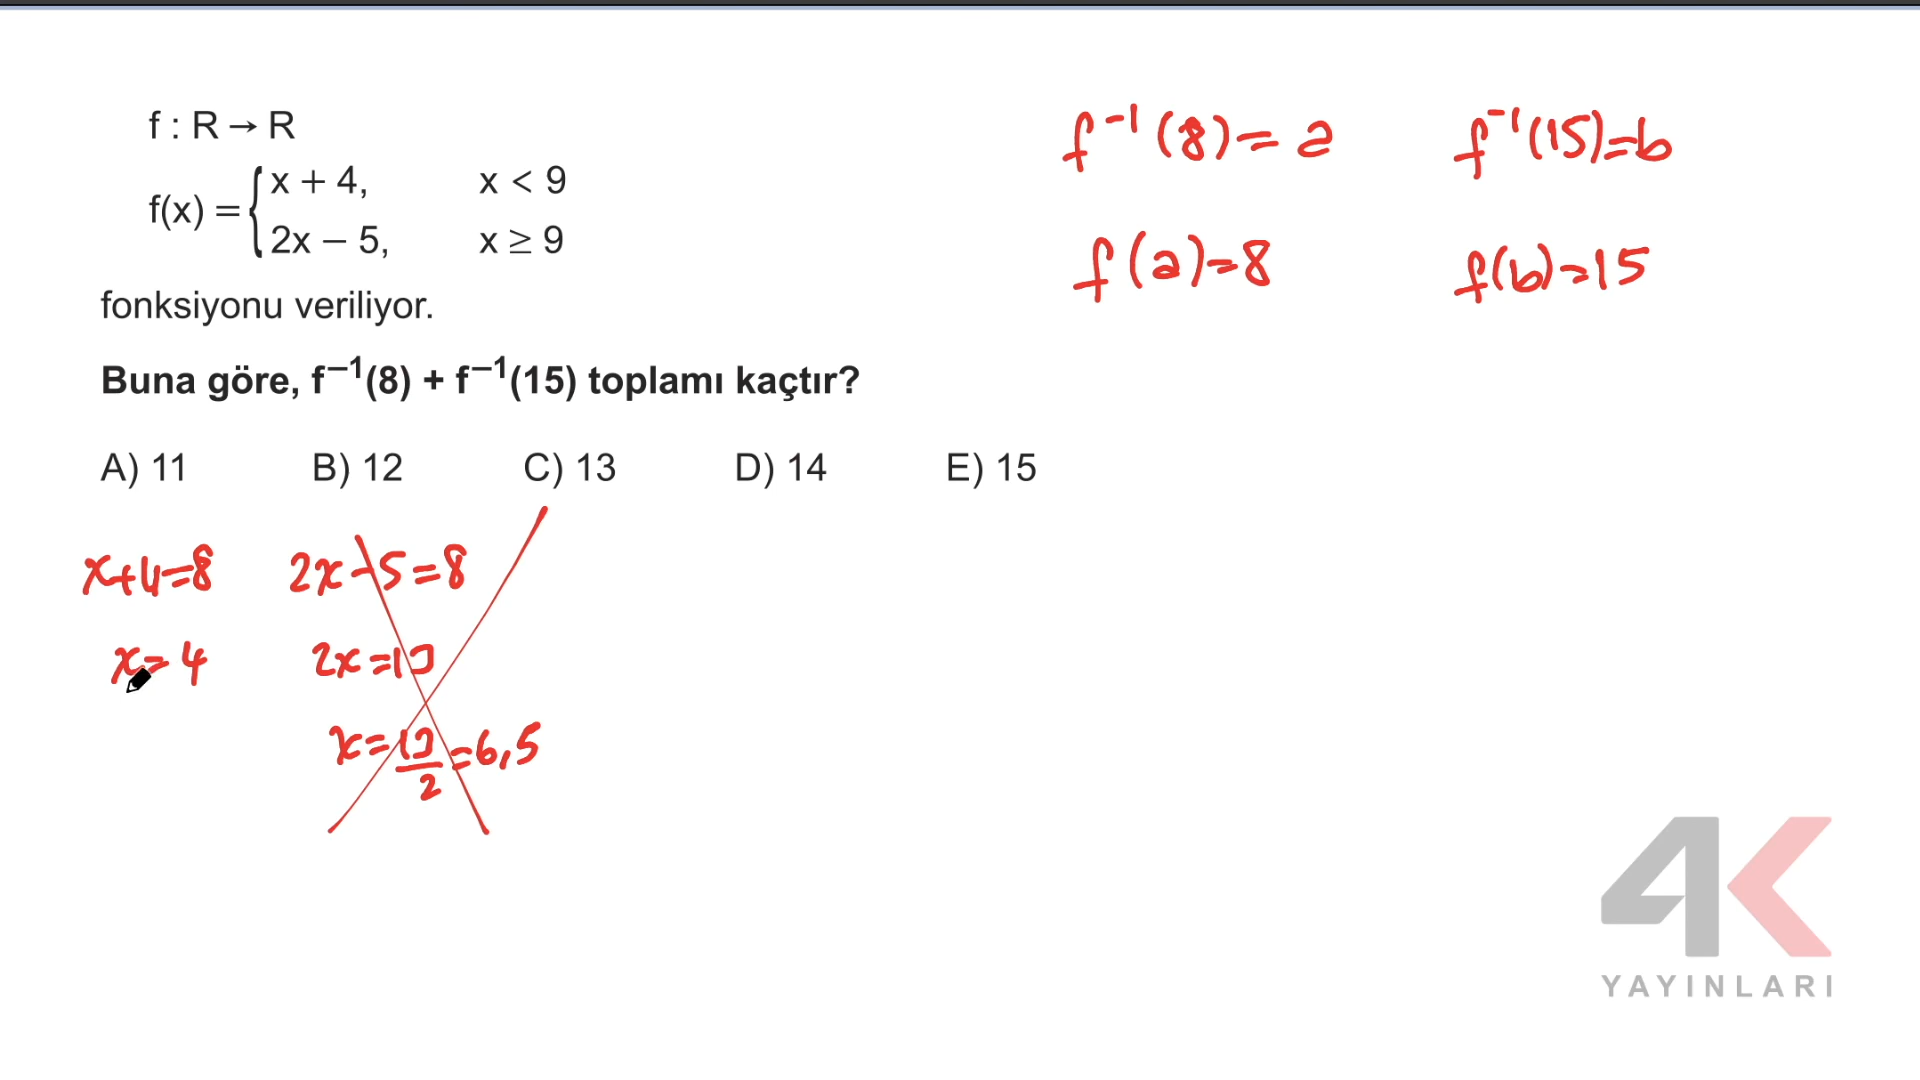 f : R → R
f(x) = { x + 4, x < 9
2x − 5, x ≥ 9
fonksiyonu veriliyor.
Buna göre, f⁻¹(8) + f⁻¹(15) toplamı kaçtır?
A) 11 B) 12 C) 13 D) 14 E) 15
f⁻¹(8) = a f⁻¹(15) = b
f(a) = 8 f(b) = 15
x+4=8 2x-5=8
x=4 2x=13
x=13/2=6,5
4K
YAYINLARI